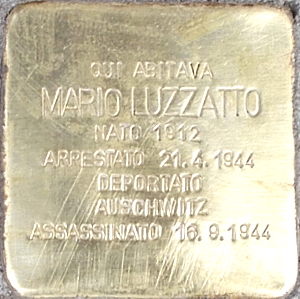 QUI ABITAVA
MARIO LUZZATTO
NATO 1912
ARRESTATO 21.4.1944
DEPORTATO
AUSCHWITZ
ASSASSINATO 16.9.1944